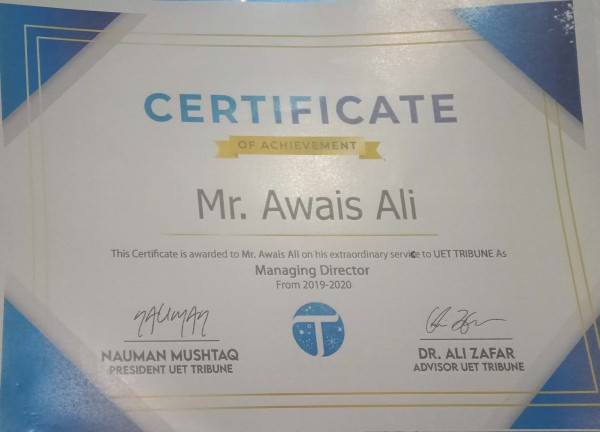 CERTIFICATE
OF ACHIEVEMENT
Mr. Awais Ali
This Certificate is awarded to Mr. Awais Ali on his extraordinary service to UET TRIBUNE As
Managing Director
From 2019-2020
NAUMAN
NAUMAN MUSHTAQ
PRESIDENT UET TRIBUNE
T
DR. ALI ZAFAR
ADVISOR UET TRIBUNE